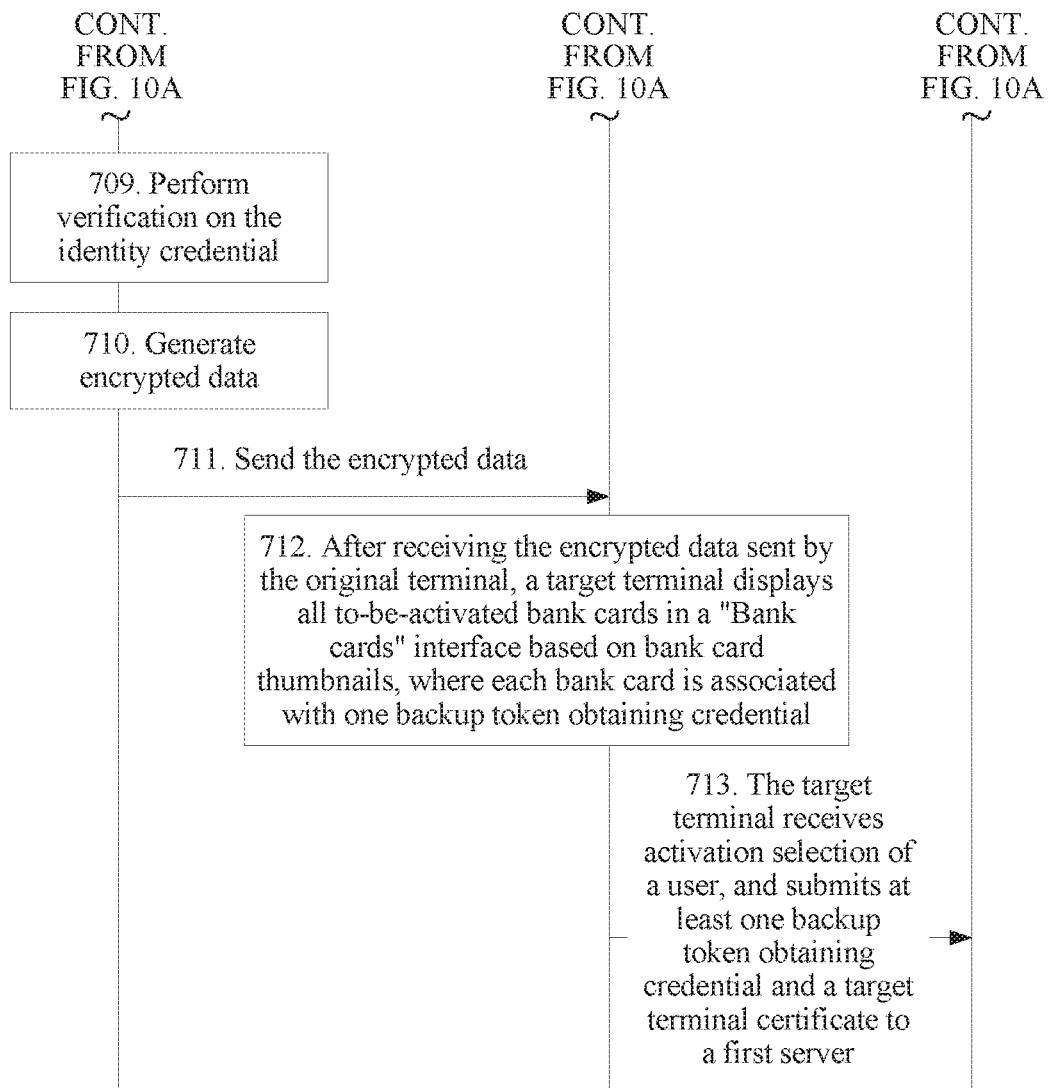 CONT.
FROM
FIG. 10A
CONT.
FROM
FIG. 10A
CONT.
FROM
FIG. 10A
709. Perform
verification on the
identity credential
710. Generate
encrypted data
711. Send the encrypted data
712. After receiving the encrypted data sent by
the original terminal, a target terminal displays
all to-be-activated bank cards in a "Bank
cards" interface based on bank card
thumbnails, where each bank card is associated
with one backup token obtaining credential
713. The target
terminal receives
activation selection of
a user, and submits at
least one backup
token obtaining
credential and a target
terminal certificate to
a first server